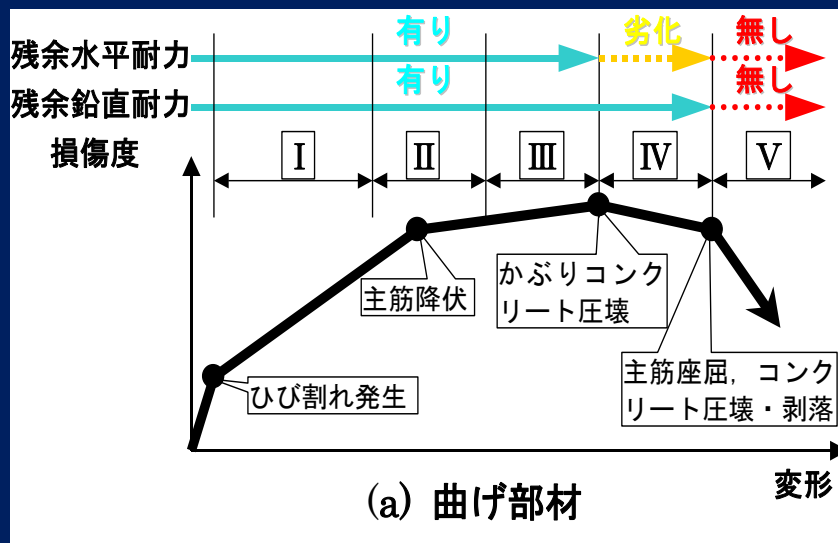 有り 劣化 無し
残余水平耐力
有り 無し
残余鉛直耐力
損傷度
Ⅰ Ⅱ Ⅲ Ⅳ Ⅴ
主筋降伏
かぶりコンク
リート圧壊
ひび割れ発生
主筋座屈，コンク
リート圧壊・剥落
変形
(a) 曲げ部材